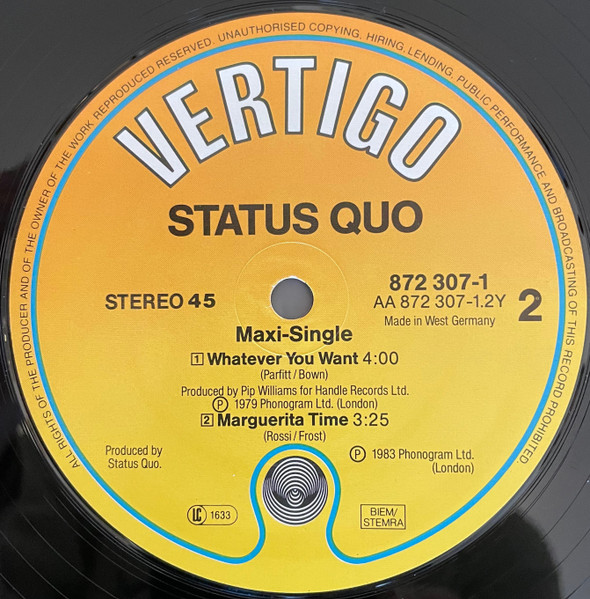 ALL RIGHTS OF THE PRODUCER AND OF THE OWNER OF THE WORK REPRODUCED RESERVED. UNAUTHORISED COPYING, HIRING, LENDING, PUBLIC PERFORMANCE AND BROADCASTING OF THIS RECORD PROHIBITED.
VERTIGO
STATUS QUO
STEREO 45
872 307-1
AA 872 307-1.2Y
Made in West Germany
2
Maxi-Single
1 Whatever You Want 4:00
(Parfitt/Bown)
Produced by Pip Williams for Handle Records Ltd.
Ⓟ 1979 Phonogram Ltd. (London)
2 Marguerita Time 3:25
(Rossi/Frost)
Produced by
Status Quo.
Ⓟ 1983 Phonogram Ltd.
(London)
LC 1633
BIEM/
STEMRA